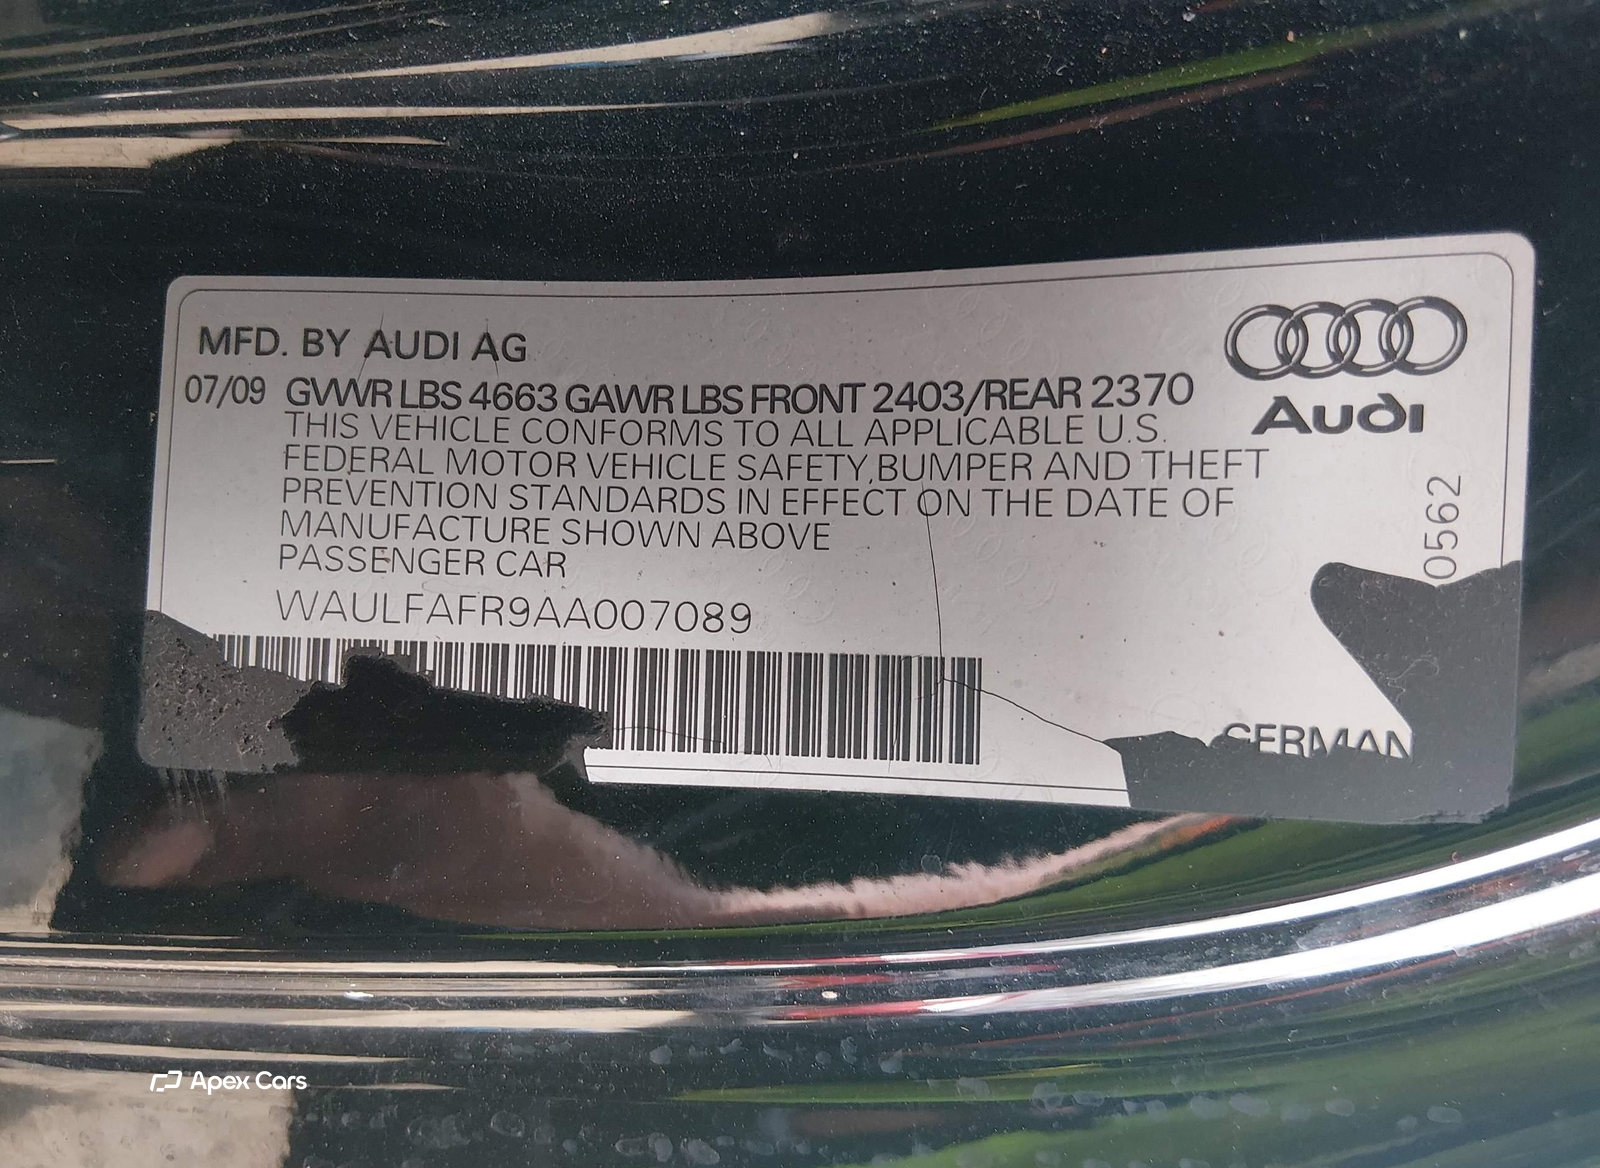 MFD. BY AUDI AG
07/09 GVWR LBS 4663 GAWR LBS FRONT 2403/REAR 2370
THIS VEHICLE CONFORMS TO ALL APPLICABLE U.S.
FEDERAL MOTOR VEHICLE SAFETY,BUMPER AND THEFT
PREVENTION STANDARDS IN EFFECT ON THE DATE OF
MANUFACTURE SHOWN ABOVE
PASSENGER CAR
WAULFAFR9AA007089
Audi
0562
GERMAN
Apex Cars